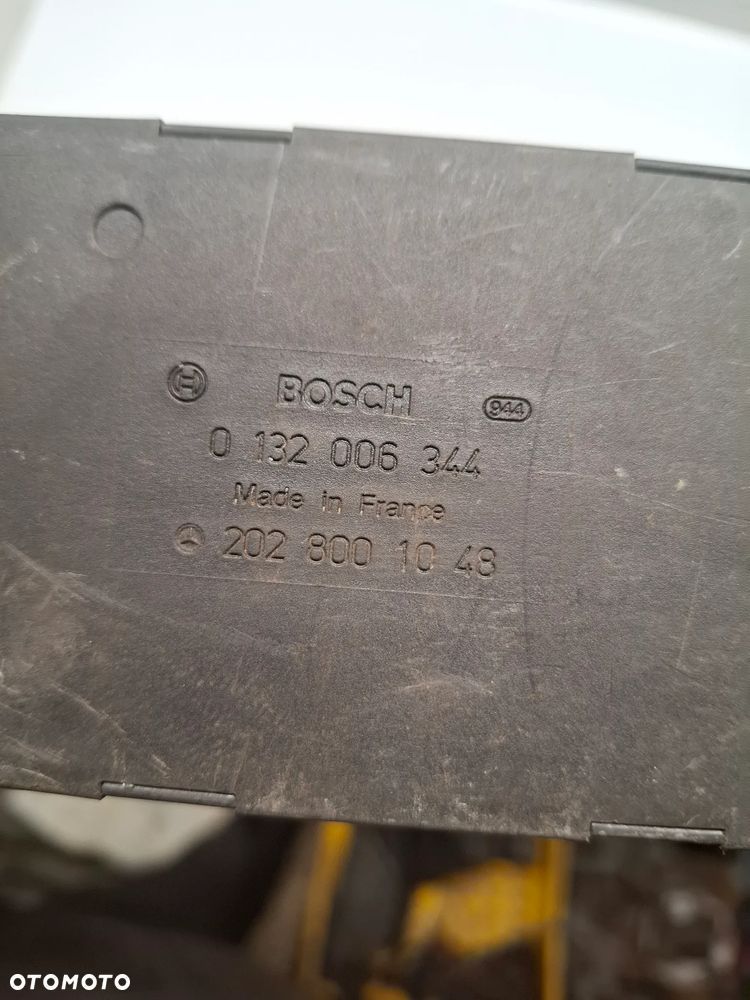 BOSCH 944
0 132 006 344
Made in France
202 800 10 48
OTOMOTO